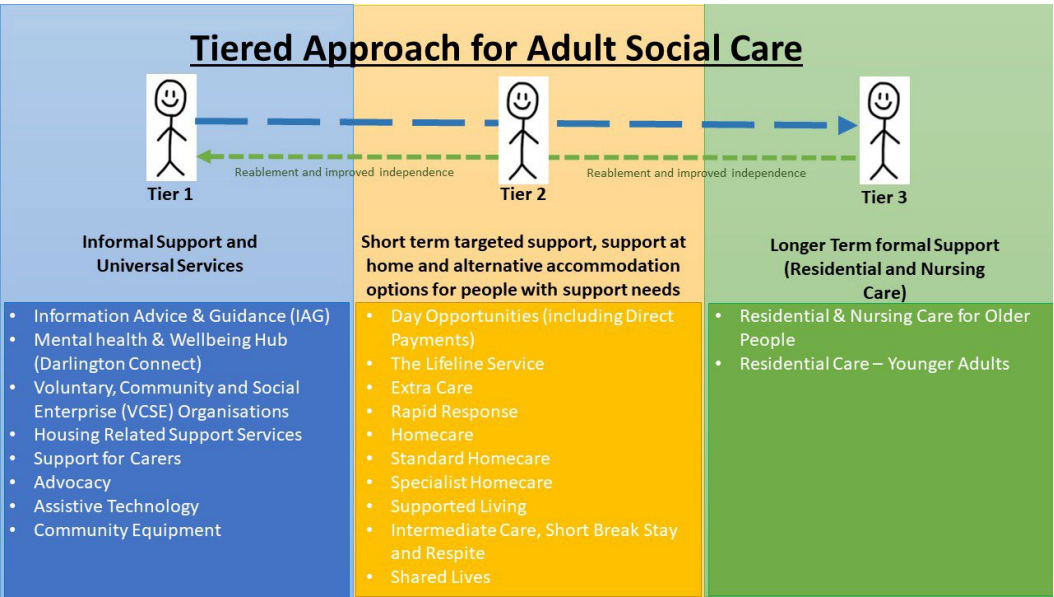 Tiered Approach for Adult Social Care
Reablement and improved independence
Reablement and improved independence
Tier 1
Tier 2
Tier 3
Informal Support and
Universal Services
Short term targeted support, support at
home and alternative accommodation
options for people with support needs
Longer Term formal Support
(Residential and Nursing
Care)
• Information Advice & Guidance (IAG)
• Mental health & Wellbeing Hub
(Darlington Connect)
• Voluntary, Community and Social
Enterprise (VCSE) Organisations
• Housing Related Support Services
• Support for Carers
• Advocacy
• Assistive Technology
• Community Equipment
• Day Opportunities (including Direct
Payments)
• The Lifeline Service
• Extra Care
• Rapid Response
• Homecare
• Standard Homecare
• Specialist Homecare
• Supported Living
• Intermediate Care, Short Break Stay
and Respite
• Shared Lives
• Residential & Nursing Care for Older
People
• Residential Care – Younger Adults